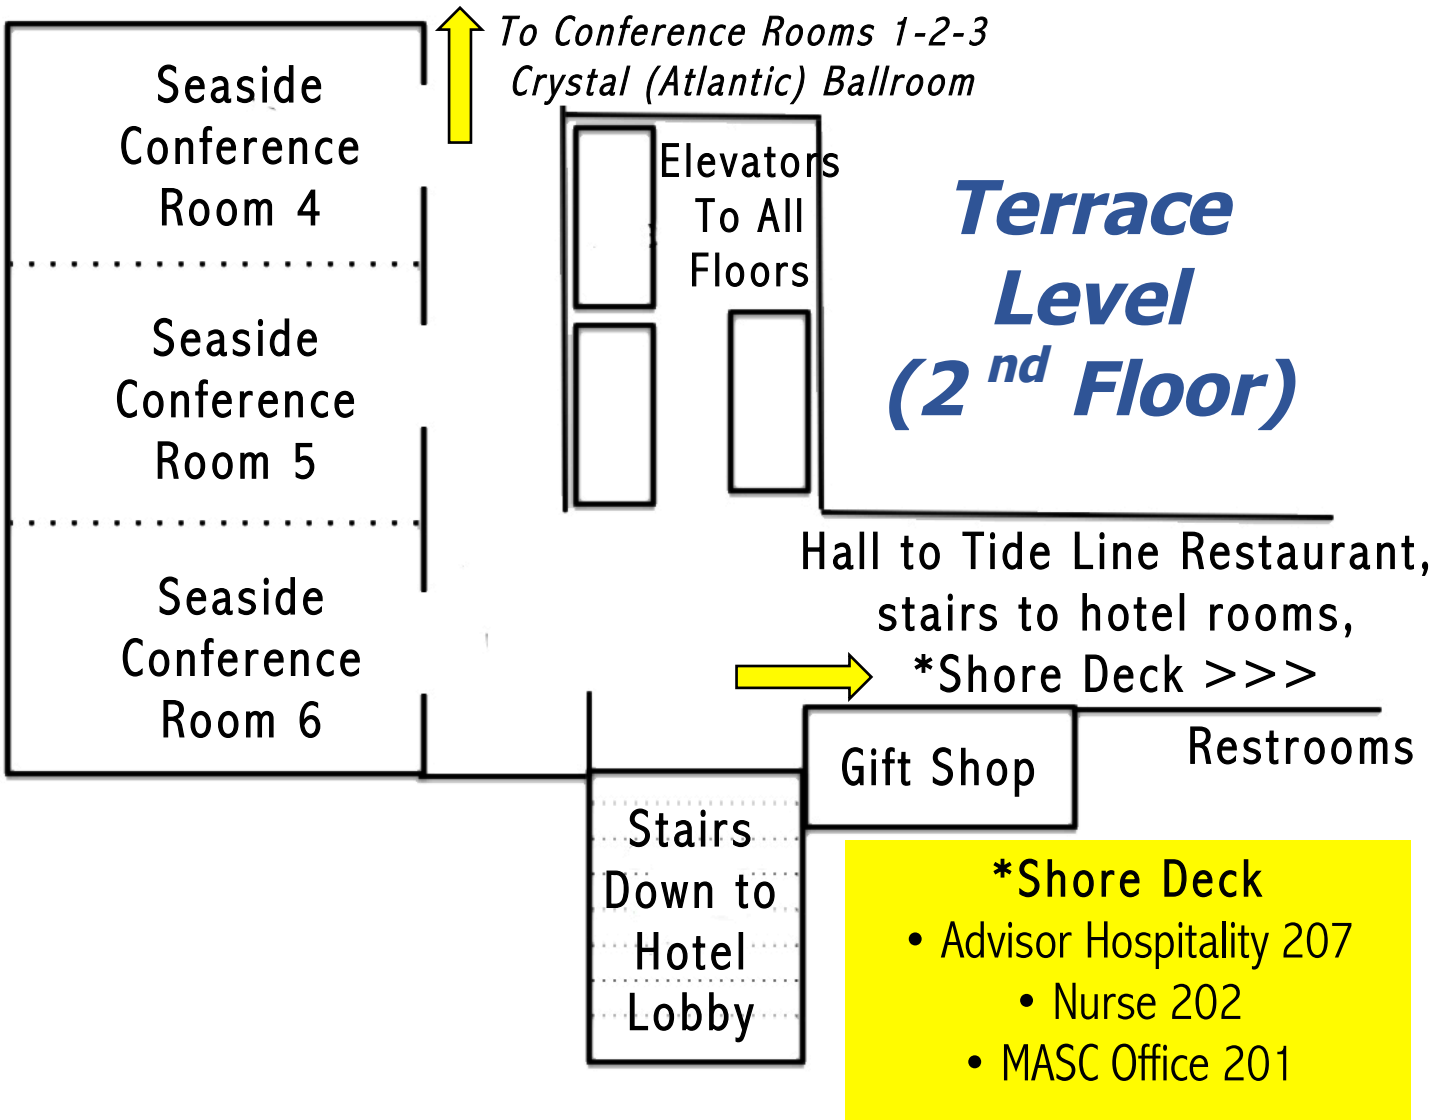 To Conference Rooms 1-2-3
Crystal (Atlantic) Ballroom
Seaside
Conference
Room 4
Elevators
To All
Floors
Terrace
Level
(2 nd Floor)
Seaside
Conference
Room 5
Hall to Tide Line Restaurant,
stairs to hotel rooms,
*Shore Deck >>>
Seaside
Conference
Room 6
Restrooms
Gift Shop
Stairs
Down to
Hotel
Lobby
*Shore Deck
• Advisor Hospitality 207
• Nurse 202
• MASC Office 201